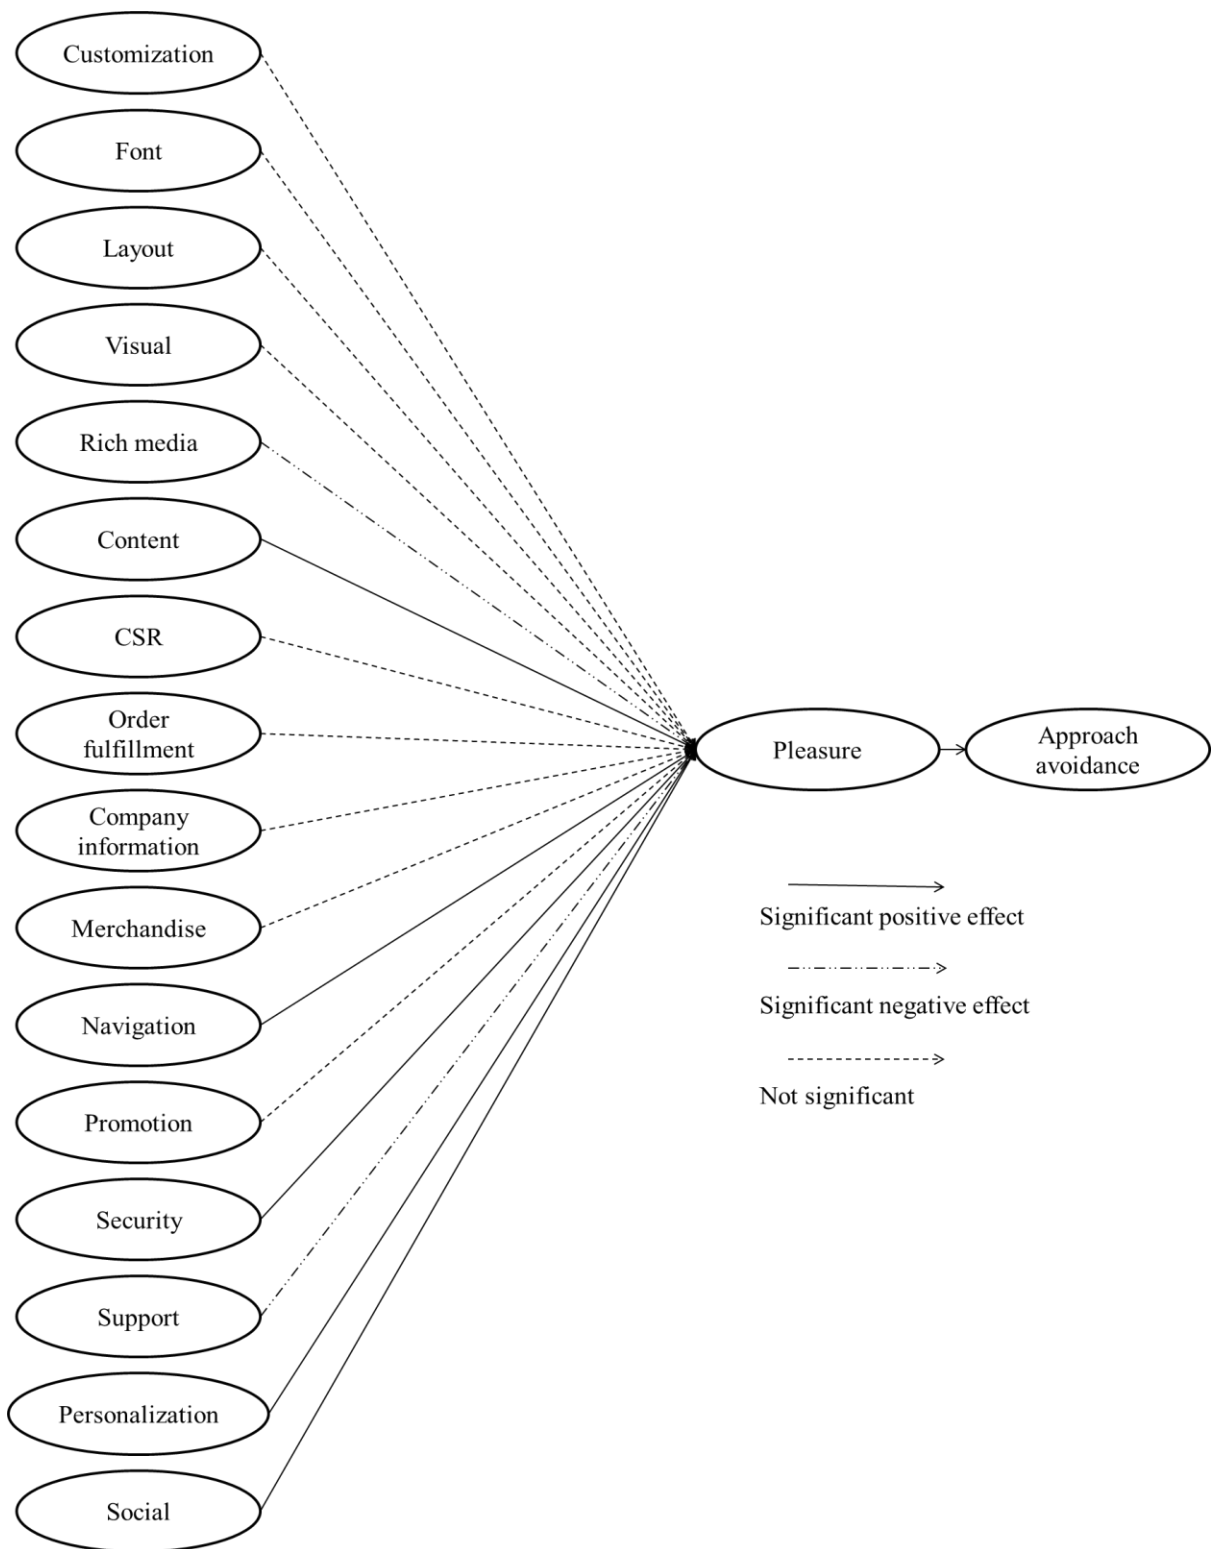 Customization
Font
Layout
Visual
Rich media
Content
CSR
Order
fulfillment
Company
information
Merchandise
Navigation
Promotion
Security
Support
Personalization
Social
Pleasure
Approach
avoidance
Significant positive effect
Significant negative effect
Not significant